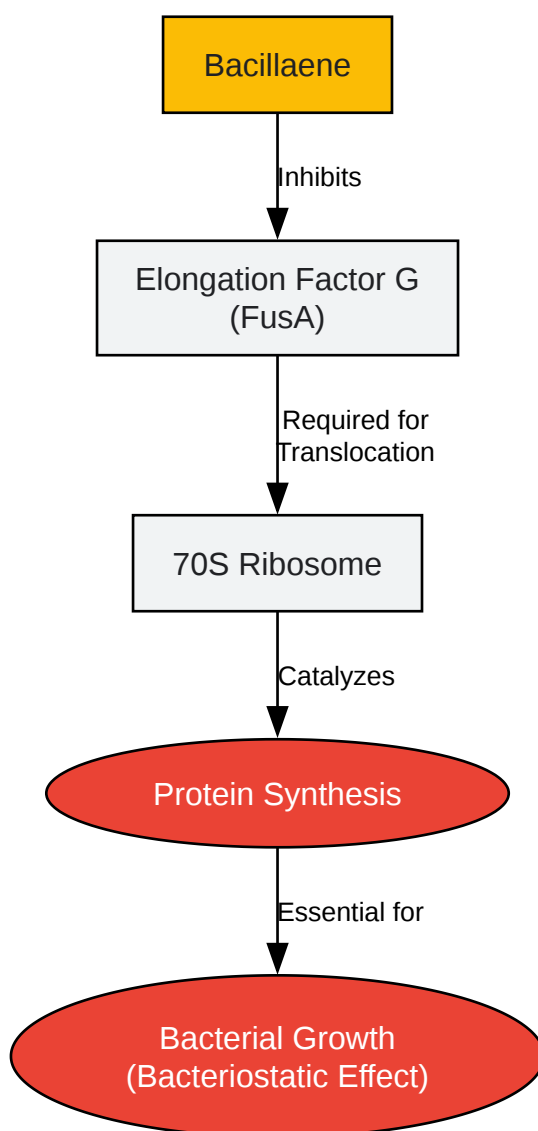 Bacillaene
Inhibits
Elongation Factor G
(FusA)
Required for
Translocation
70S Ribosome
Catalyzes
Protein Synthesis
Essential for
Bacterial Growth
(Bacteriostatic Effect)